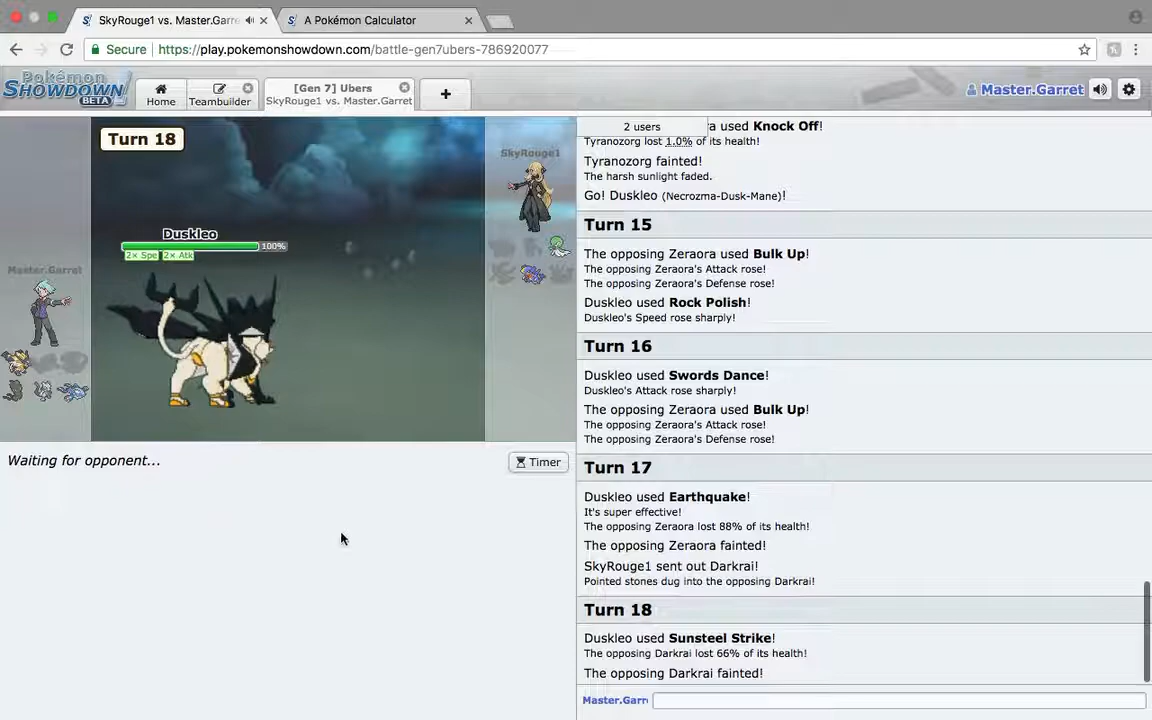 SkyRouge1 vs. Master.Garre
A Pokémon Calculator
Secure
https://play.pokemonshowdown.com/battle-gen7ubers-786920077
Pokémon
SHOWDOWN
BETA
Home
Teambuilder
[Gen 7] Ubers
SkyRouge1 vs. Master.Garret
+
Master.Garret
Turn 18
SkyRouge1
Duskleo
100%
2× Spe 2× Atk
Master.Garret
Waiting for opponent...
Timer
2 users
ra used Knock Off!
Tyranozorg lost 1.0% of its health!
Tyranozorg fainted!
The harsh sunlight faded.
Go! Duskleo (Necrozma-Dusk-Mane)!
Turn 15
The opposing Zeraora used Bulk Up!
The opposing Zeraora's Attack rose!
The opposing Zeraora's Defense rose!
Duskleo used Rock Polish!
Duskleo's Speed rose sharply!
Turn 16
Duskleo used Swords Dance!
Duskleo's Attack rose sharply!
The opposing Zeraora used Bulk Up!
The opposing Zeraora's Attack rose!
The opposing Zeraora's Defense rose!
Turn 17
Duskleo used Earthquake!
It's super effective!
The opposing Zeraora lost 88% of its health!
The opposing Zeraora fainted!
SkyRouge1 sent out Darkrai!
Pointed stones dug into the opposing Darkrai!
Turn 18
Duskleo used Sunsteel Strike!
The opposing Darkrai lost 66% of its health!
The opposing Darkrai fainted!
Master.Garr